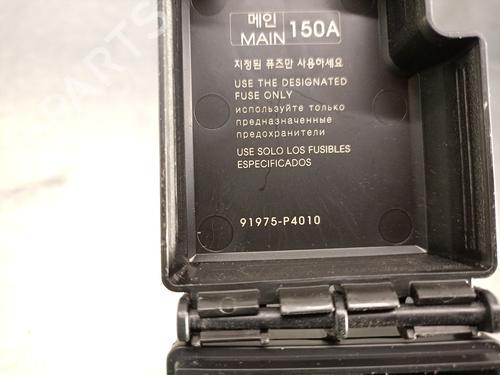 메인
MAIN 150A
지정된 퓨즈만 사용하세요
USE THE DESIGNATED
FUSE ONLY
используйте только
предназначенные
предохранители
USE SOLO LOS FUSIBLES
ESPECIFICADOS
91975-P4010